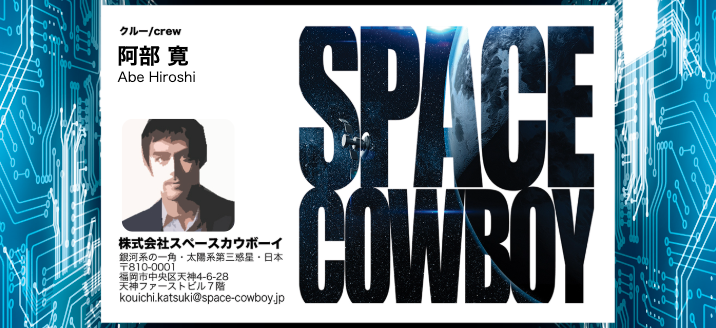 クルー/crew
阿部 寛
Abe Hiroshi
SPACE
COWBOY
株式会社スペースカウボーイ
銀河系の一角・太陽系第三惑星・日本
〒810-0001
福岡市中央区天神4-6-28
天神ファーストビル７階
kouichi.katsuki@space-cowboy.jp